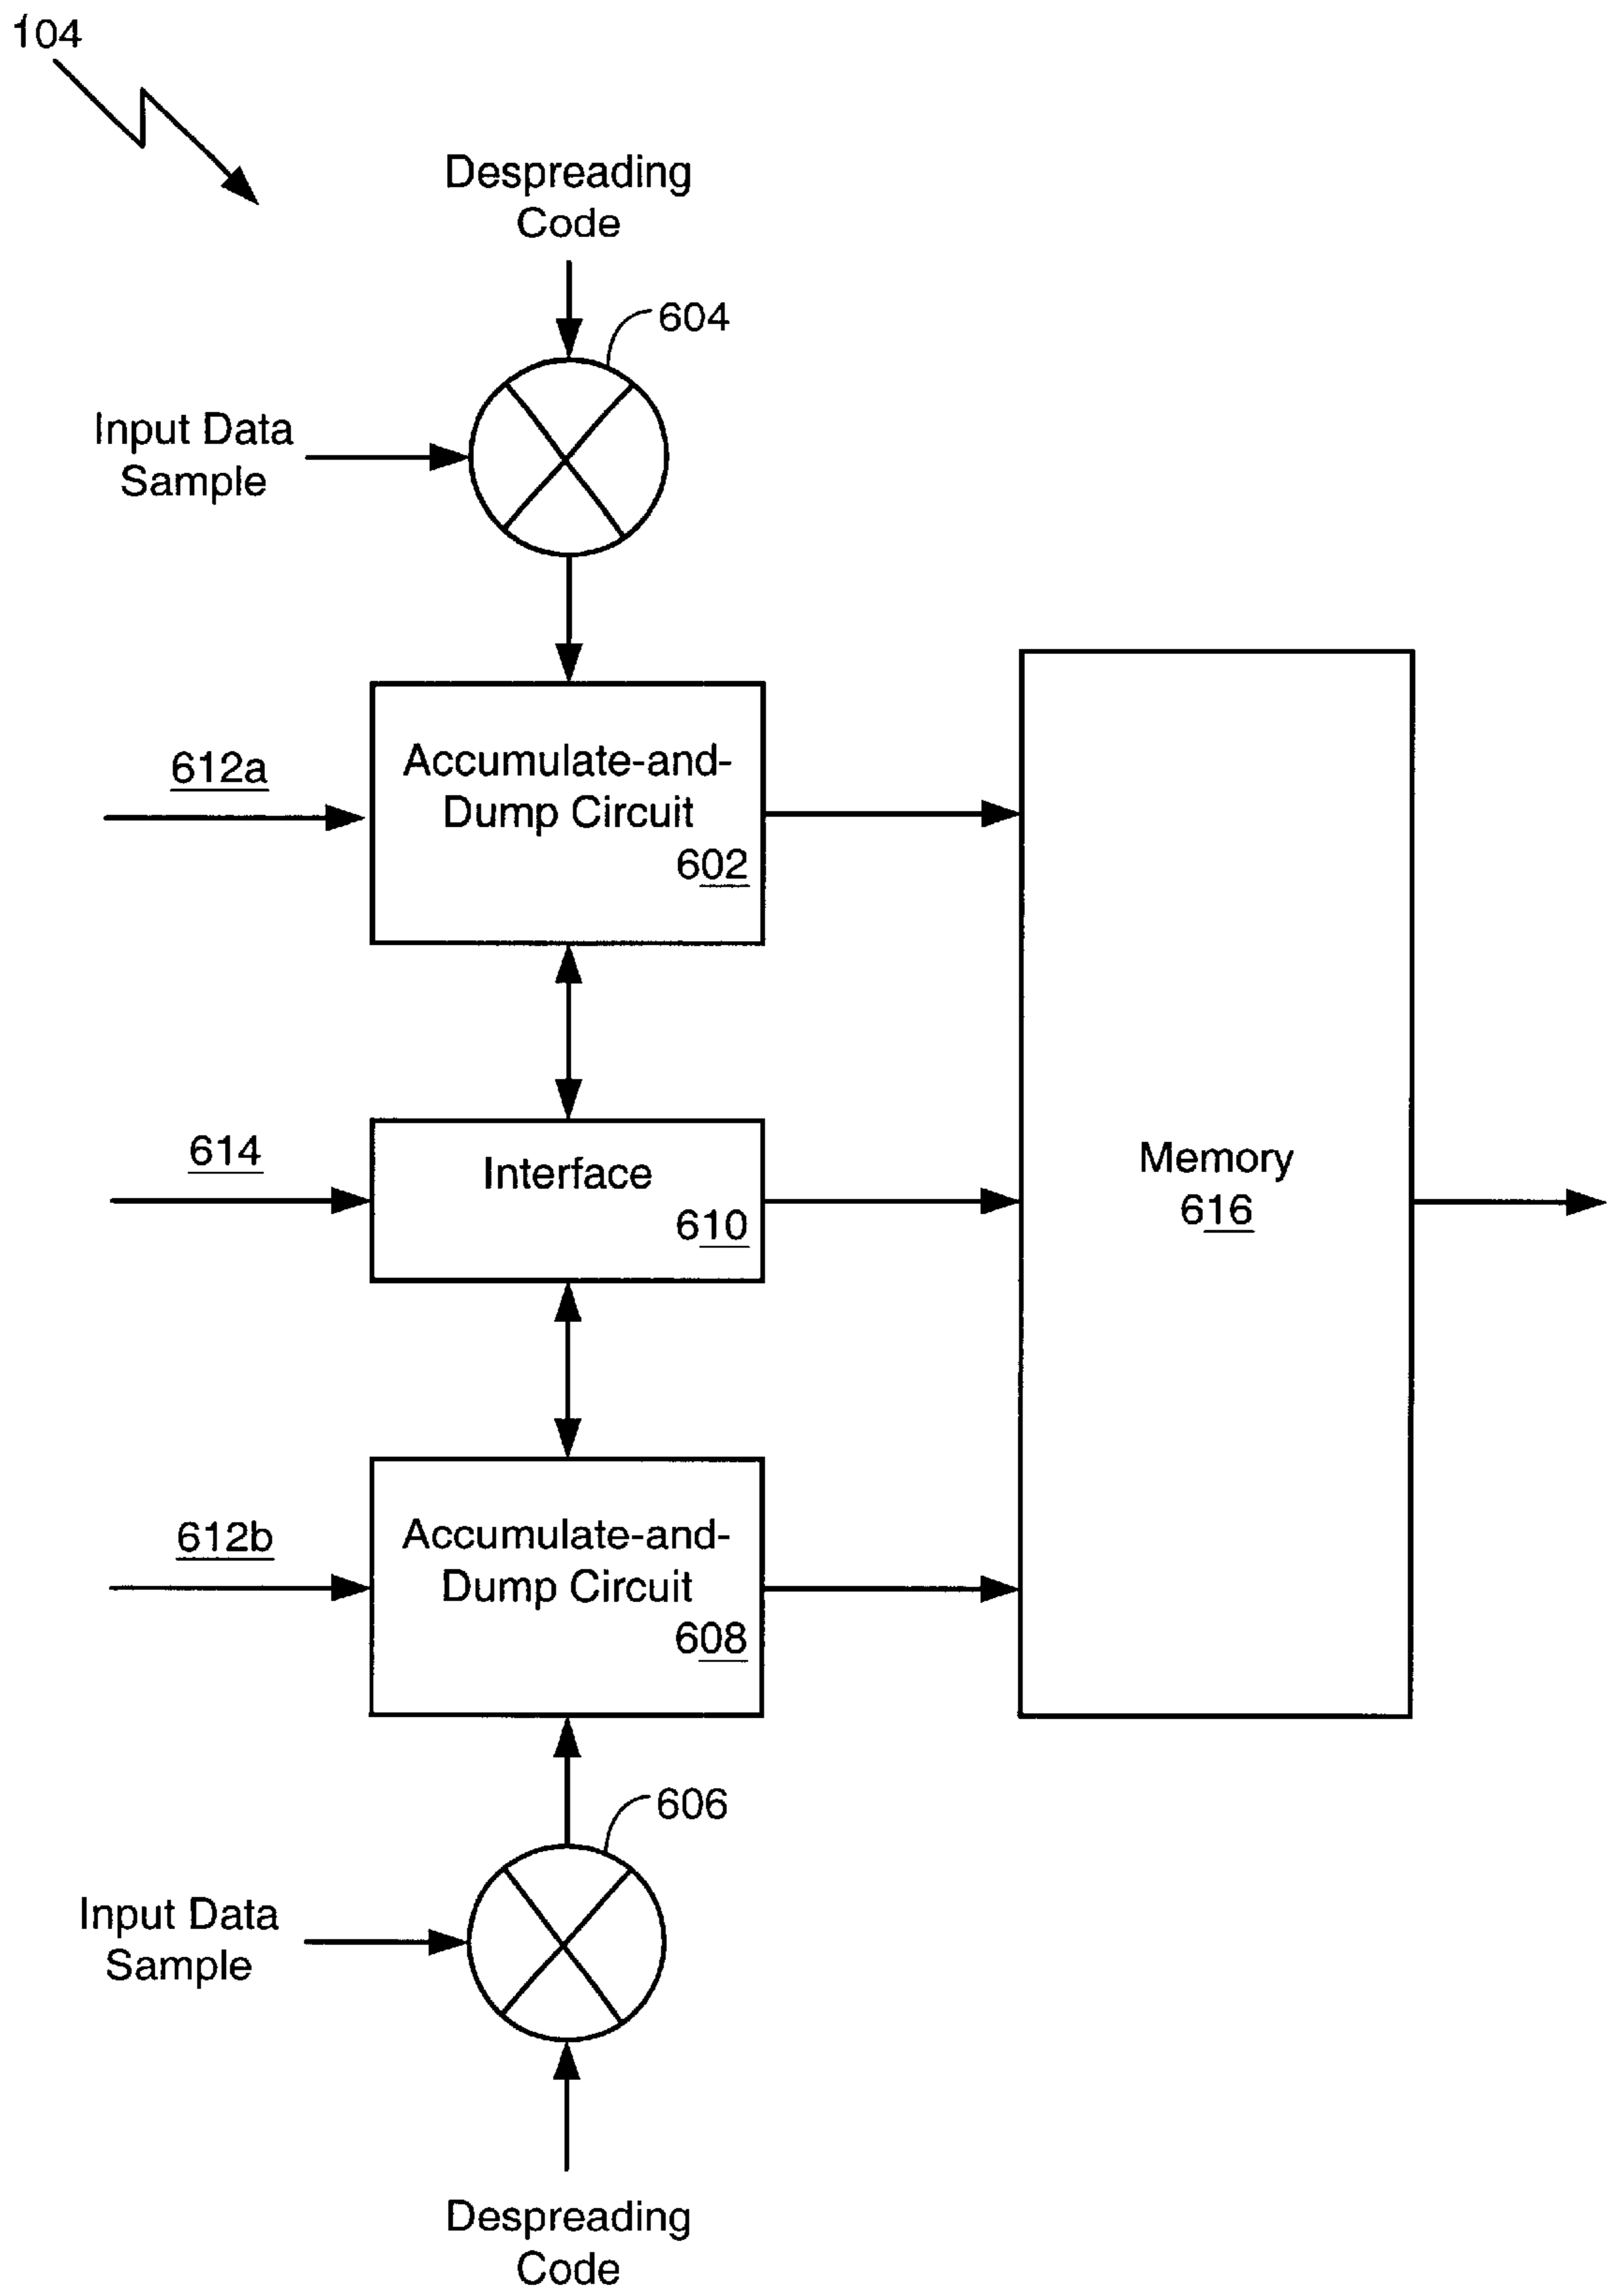 104
Despreading
Code
604
Input Data
Sample
612a
Accumulate-and-
Dump Circuit
602
614
Interface
610
Memory
616
612b
Accumulate-and-
Dump Circuit
608
606
Input Data
Sample
Despreading
Code